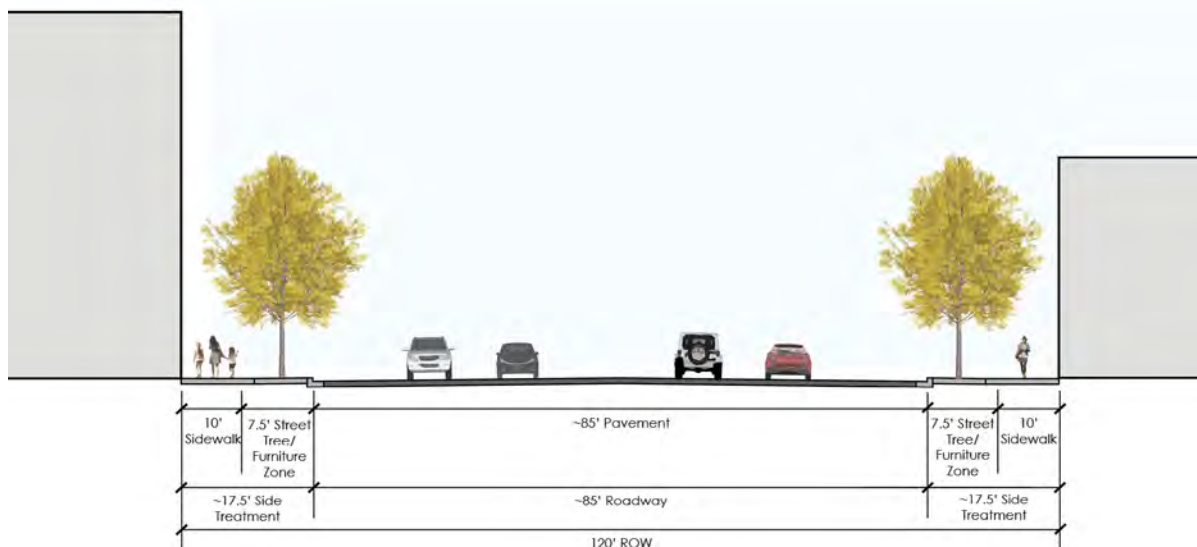 10'
Sidewalk
7.5' Street
Tree/
Furniture
Zone
~85' Pavement
7.5' Street
Tree/
Furniture
Zone
10'
Sidewalk
~17.5' Side
Treatment
~85' Roadway
~17.5' Side
Treatment
120' ROW